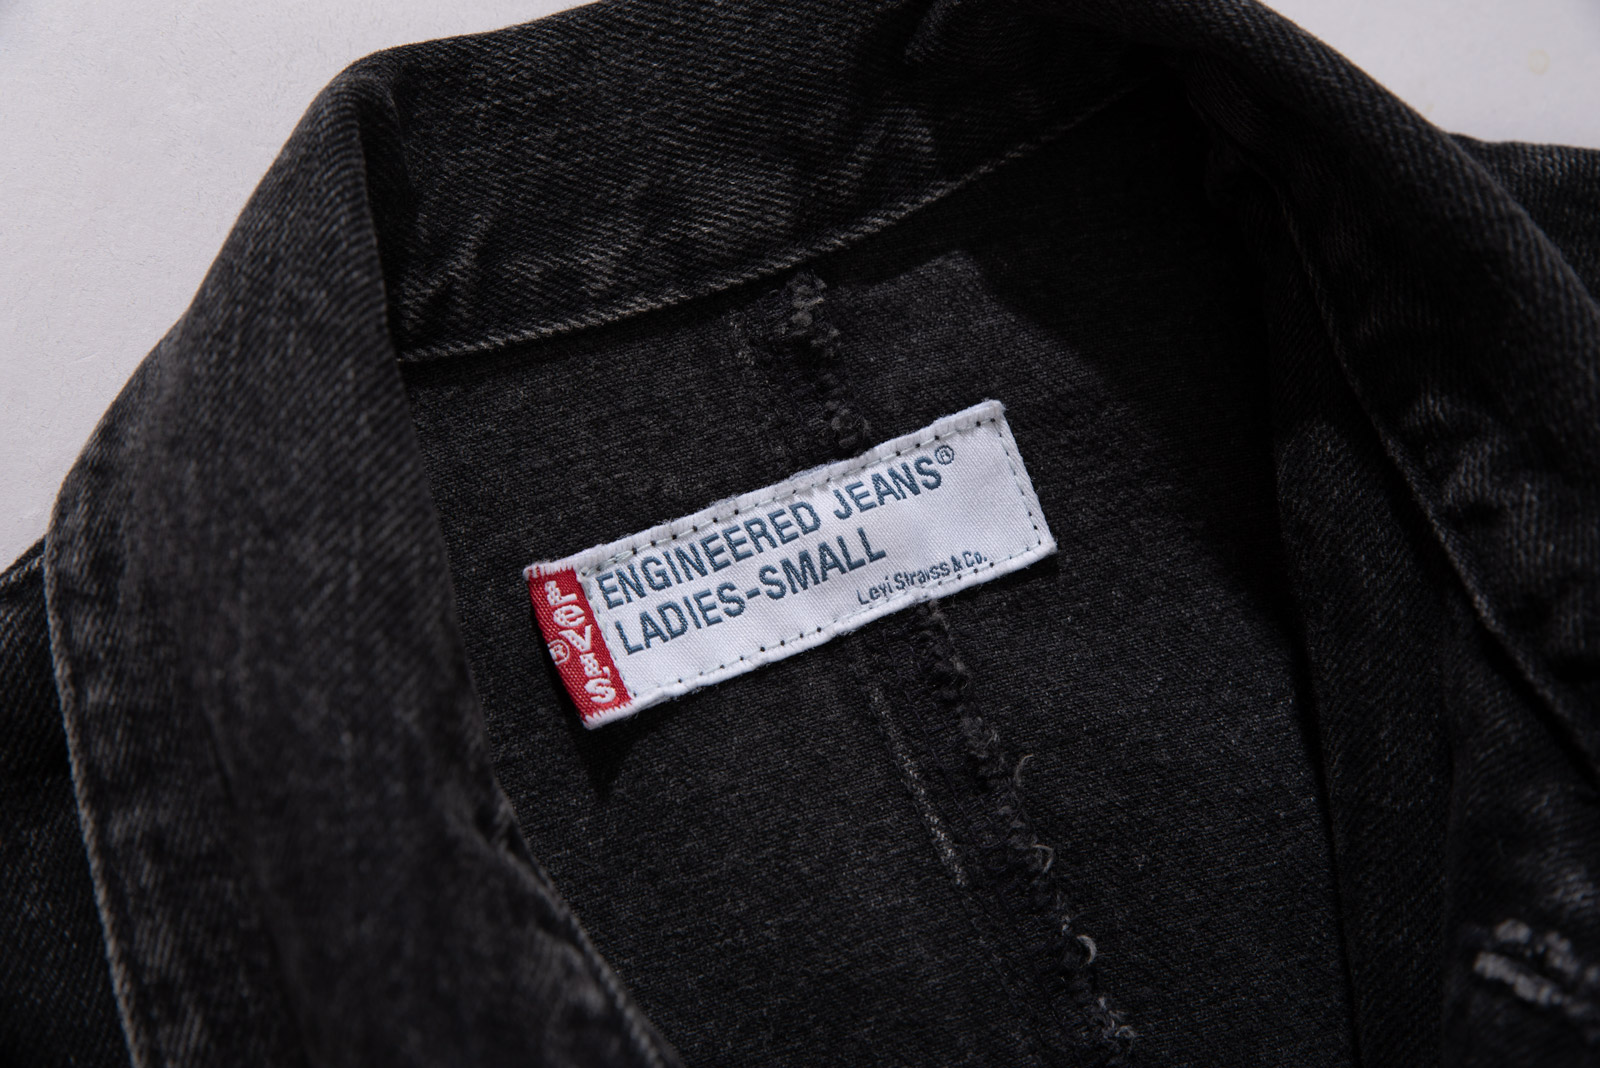 ENGINEERED JEANS®
LADIES-SMALL
Levi Strauss & Co.
LEVI'S
®